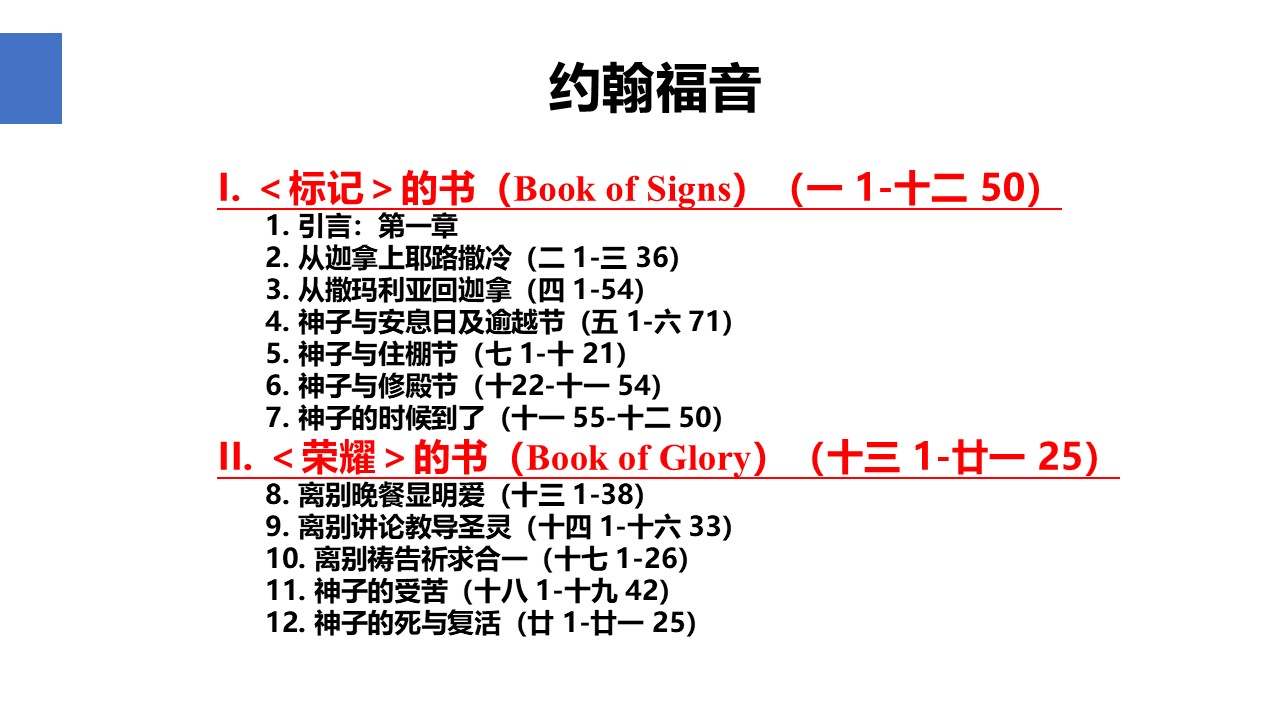 约翰福音
I. ＜标记＞的书（Book of Signs）（一 1-十二 50）
1. 引言：第一章
2. 从迦拿上耶路撒冷（二 1-三 36）
3. 从撒玛利亚回迦拿（四 1-54）
4. 神子与安息日及逾越节（五 1-六 71）
5. 神子与住棚节（七 1-十 21）
6. 神子与修殿节（十22-十一 54）
7. 神子的时候到了（十一 55-十二 50）
II. ＜荣耀＞的书（Book of Glory）（十三 1-廿一 25）
8. 离别晚餐显明爱（十三 1-38）
9. 离别讲论教导圣灵（十四 1-十六 33）
10. 离别祷告祈求合一（十七 1-26）
11. 神子的受苦（十八 1-十九 42）
12. 神子的死与复活（廿 1-廿一 25）